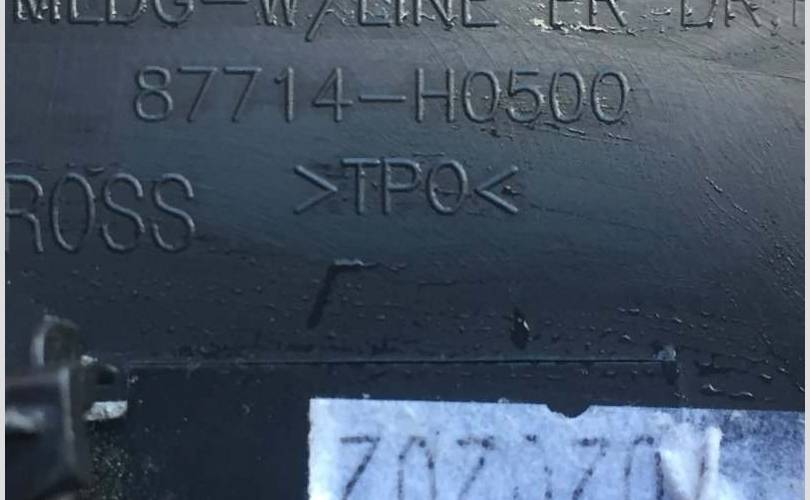 MLDG-W/LINE FR DR.
87714-H0500
ROSS >TPO<